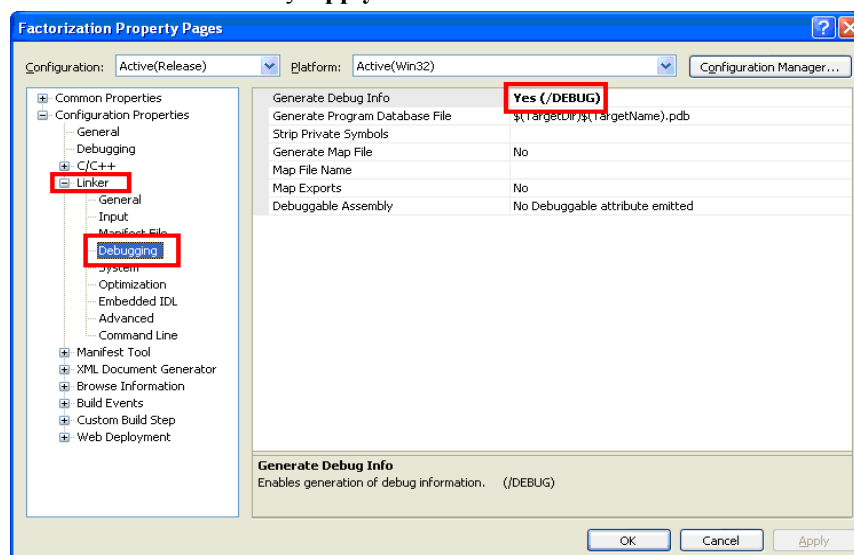 Apply
Factorization Property Pages
Configuration: Active(Release) Platform: Active(Win32) Configuration Manager...
Common Properties
Configuration Properties
General
Debugging
C/C++
Linker
General
Input
Manifest File
Debugging
System
Optimization
Embedded IDL
Advanced
Command Line
Manifest Tool
XML Document Generator
Browse Information
Build Events
Custom Build Step
Web Deployment
Generate Debug Info Yes (/DEBUG)
Generate Program Database File $(TargetDir)$(TargetName).pdb
Strip Private Symbols
Generate Map File No
Map File Name
Map Exports No
Debuggable Assembly No Debuggable attribute emitted
Generate Debug Info
Enables generation of debug information. (/DEBUG)
OK Cancel Apply